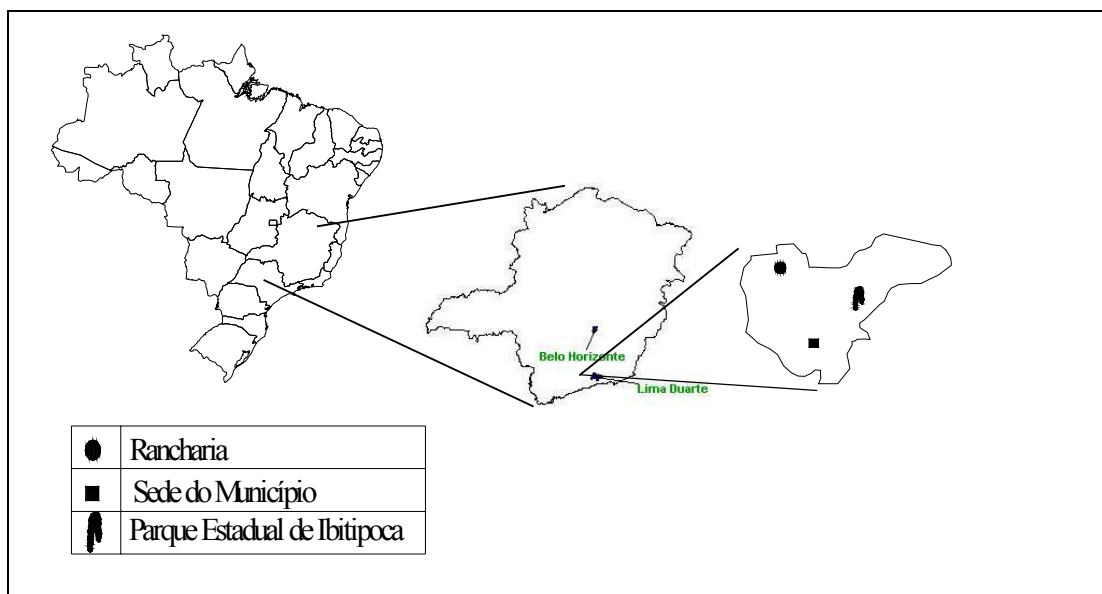 Belo Horizonte
Lima Duarte
Rancharia
Sede do Município
Parque Estadual de Ibitipoca